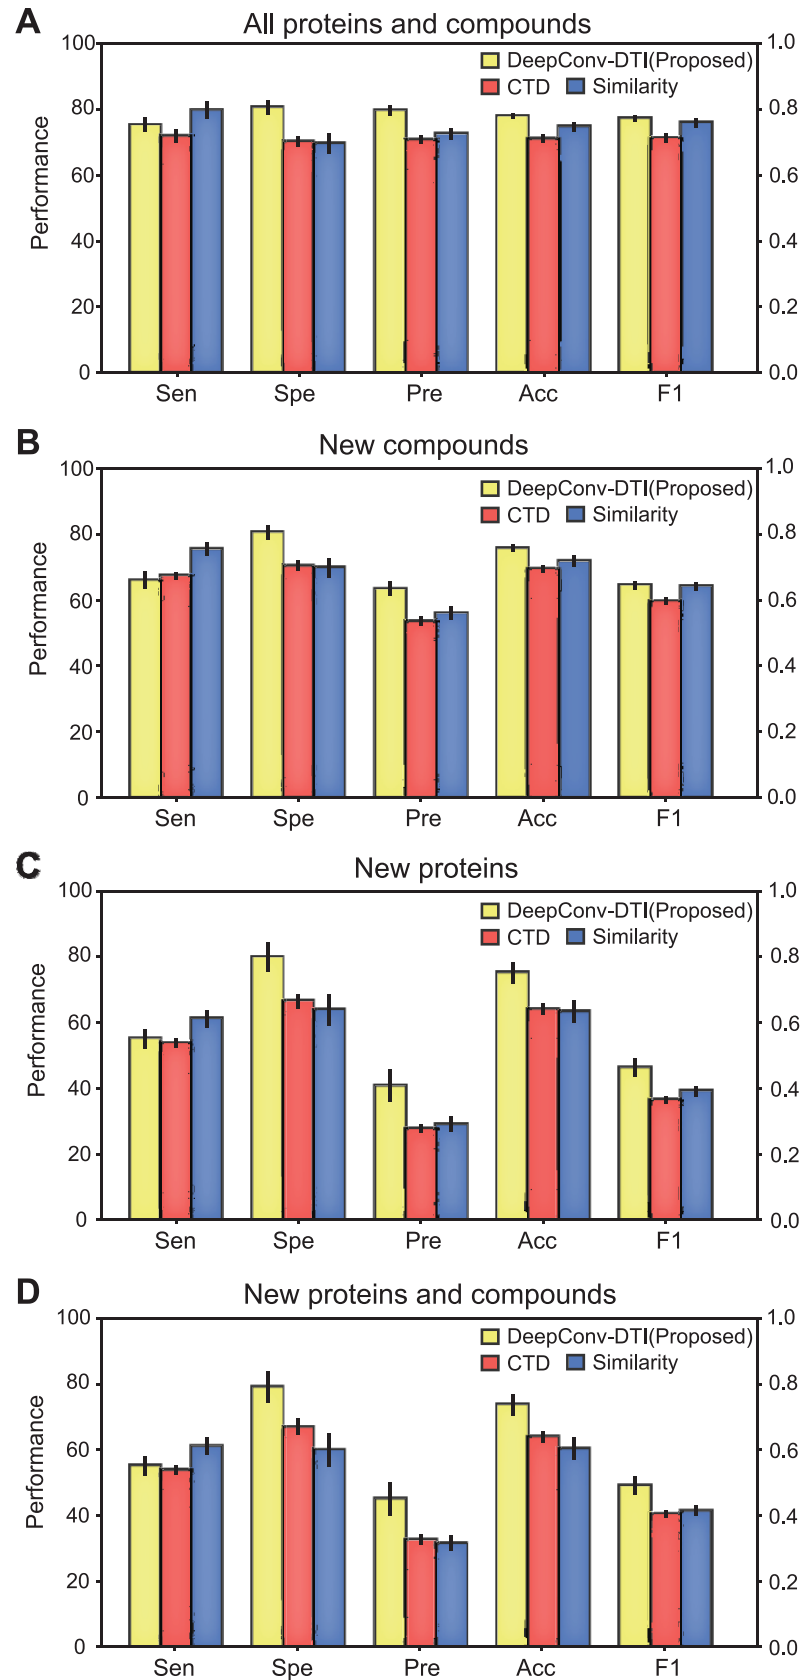 A All proteins and compounds
100 1.0
DeepConv-DTI(Proposed)
CTD Similarity
80 0.8
60 0.6
40 0.4
20 0.2
0 0.0
Performance
Sen Spe Pre Acc F1
B New compounds
100 1.0
DeepConv-DTI(Proposed)
CTD Similarity
80 0.8
60 0.6
40 0.4
20 0.2
0 0.0
Performance
Sen Spe Pre Acc F1
C New proteins
100 1.0
DeepConv-DTI(Proposed)
CTD Similarity
80 0.8
60 0.6
40 0.4
20 0.2
0 0.0
Performance
Sen Spe Pre Acc F1
D New proteins and compounds
100 1.0
DeepConv-DTI(Proposed)
CTD Similarity
80 0.8
60 0.6
40 0.4
20 0.2
0 0.0
Performance
Sen Spe Pre Acc F1